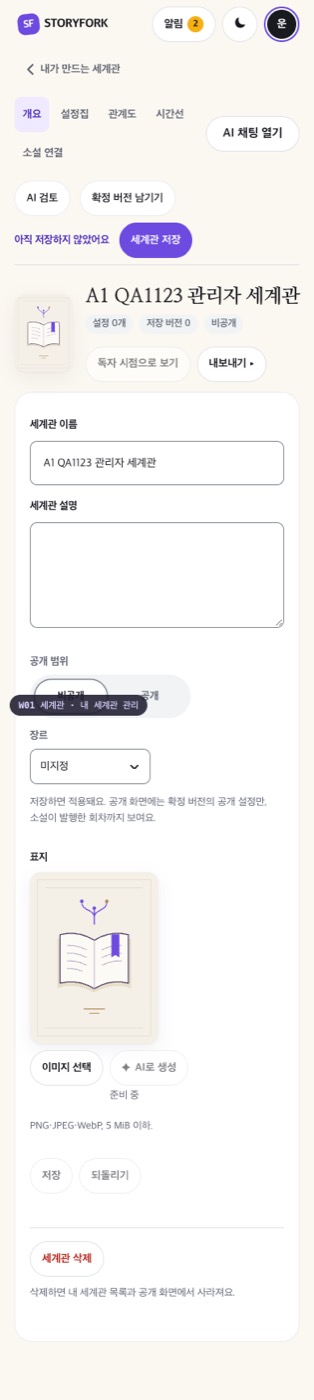 SF STORYFORK
알림 2
운
내가 만드는 세계관
개요 설정집 관계도 시간선
소설 연결
AI 채팅 열기
AI 검토 확정 버전 남기기
아직 저장하지 않았어요 세계관 저장
A1 QA1123 관리자 세계관
설정 0개 저장 버전 0 비공개
독자 시점으로 보기 내보내기 ▸
세계관 이름
A1 QA1123 관리자 세계관
세계관 설명
공개 범위
비공개 공개
W01 세계관 · 내 세계관 관리
장르
미지정
저장하면 적용돼요. 공개 화면에는 확정 버전의 공개 설정만,
소설이 발행한 회차까지 보여요.
표지
이미지 선택 AI로 생성
준비 중
PNG·JPEG·WebP, 5 MiB 이하.
저장 되돌리기
세계관 삭제
삭제하면 내 세계관 목록과 공개 화면에서 사라져요.